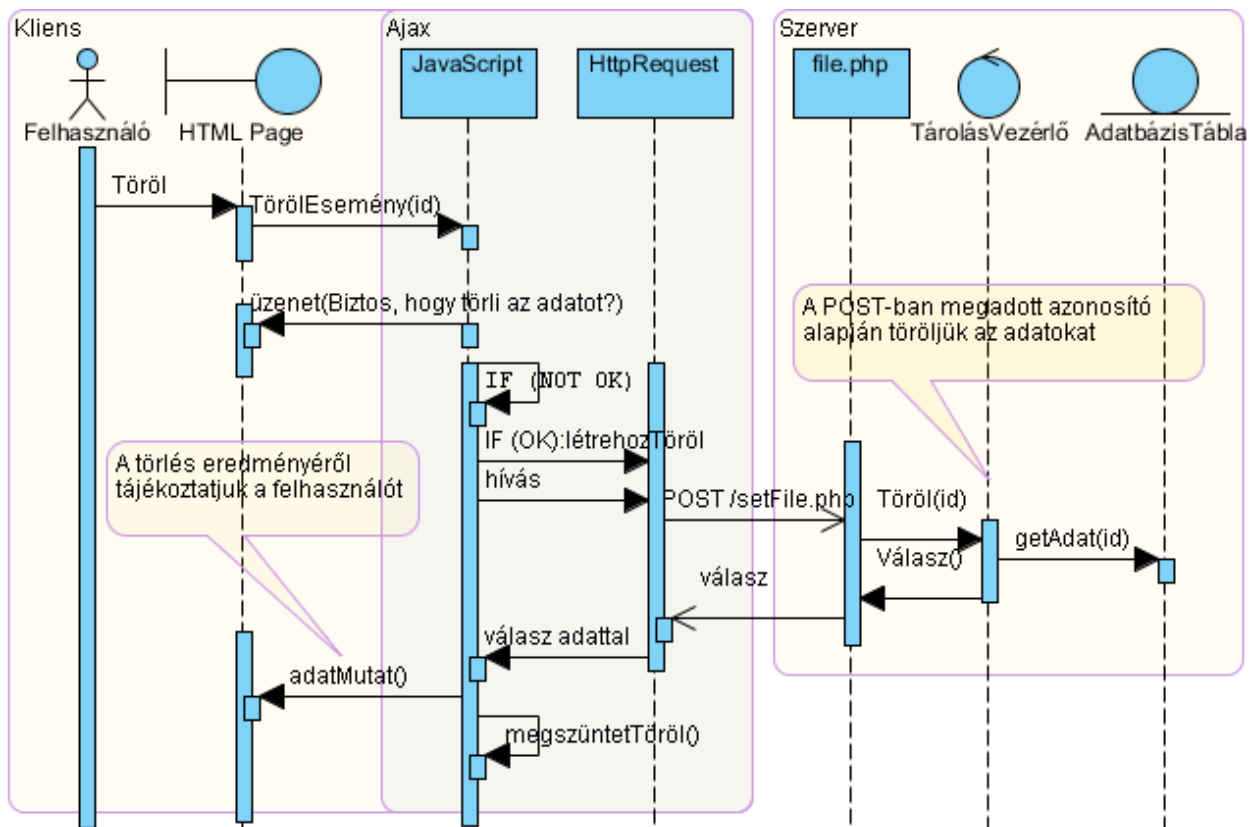 Kliens
Ajax
Szerver
JavaScript
HttpRequest
file.php
Felhasználó
HTML Page
TárolásVezérlő
AdatbázisTábla
Töröl
TörölEsemény(id)
üzenet(Biztos, hogy törli az adatot?)
A POST-ban megadott azonosító
alapján töröljük az adatokat
IF (NOT OK)
IF (OK):létrehozTöröl
A törlés eredményéről
tájékoztatjuk a felhasználót
hívás
POST /setFile.php
Töröl(id)
getAdat(id)
Válasz()
válasz
válasz adattal
adatMutat()
megszüntetTöröl()